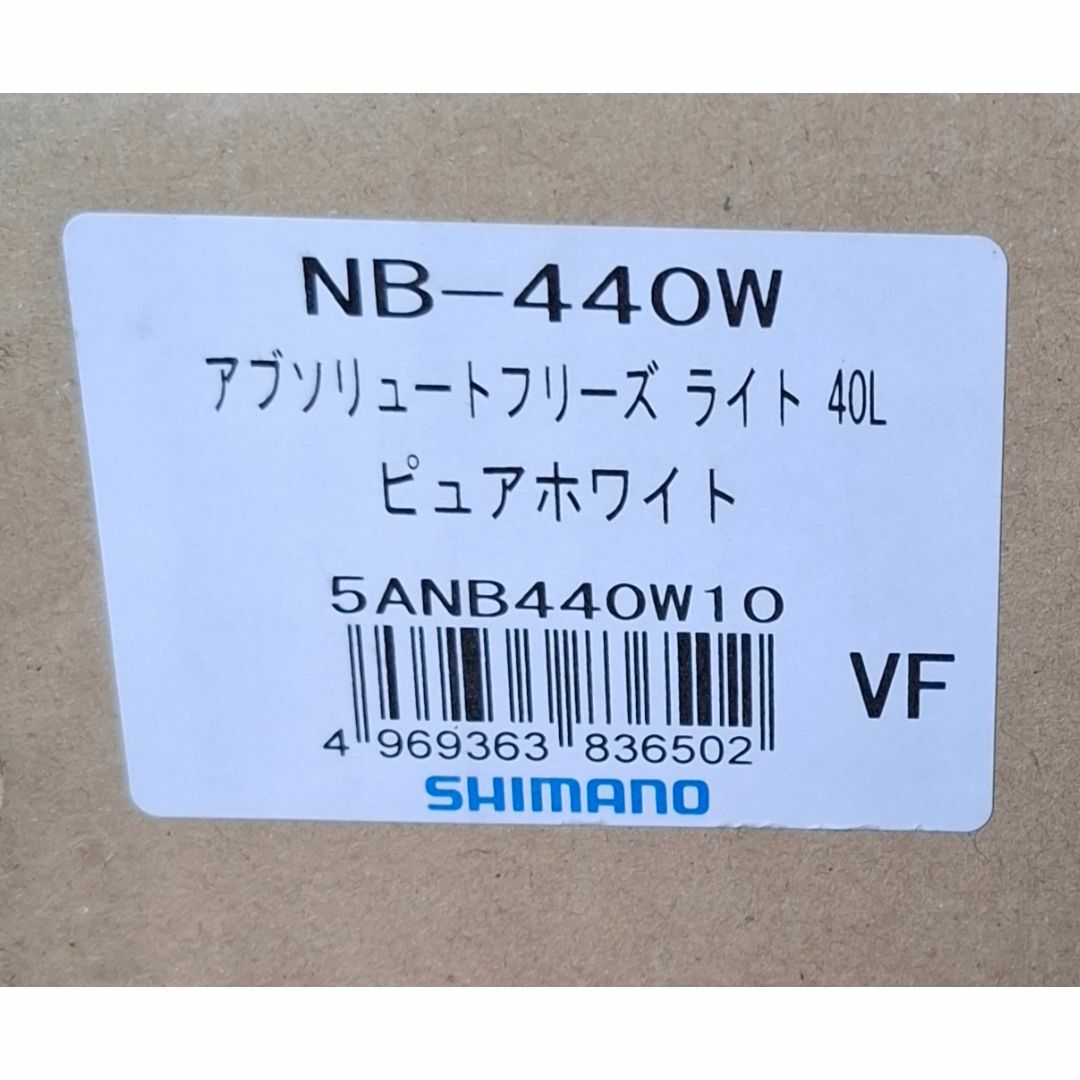 NB-440W
アブソリュートフリーズ ライト 40L
ピュアホワイト
5ANB440W10
VF
4 969363 836502
SHIMANO